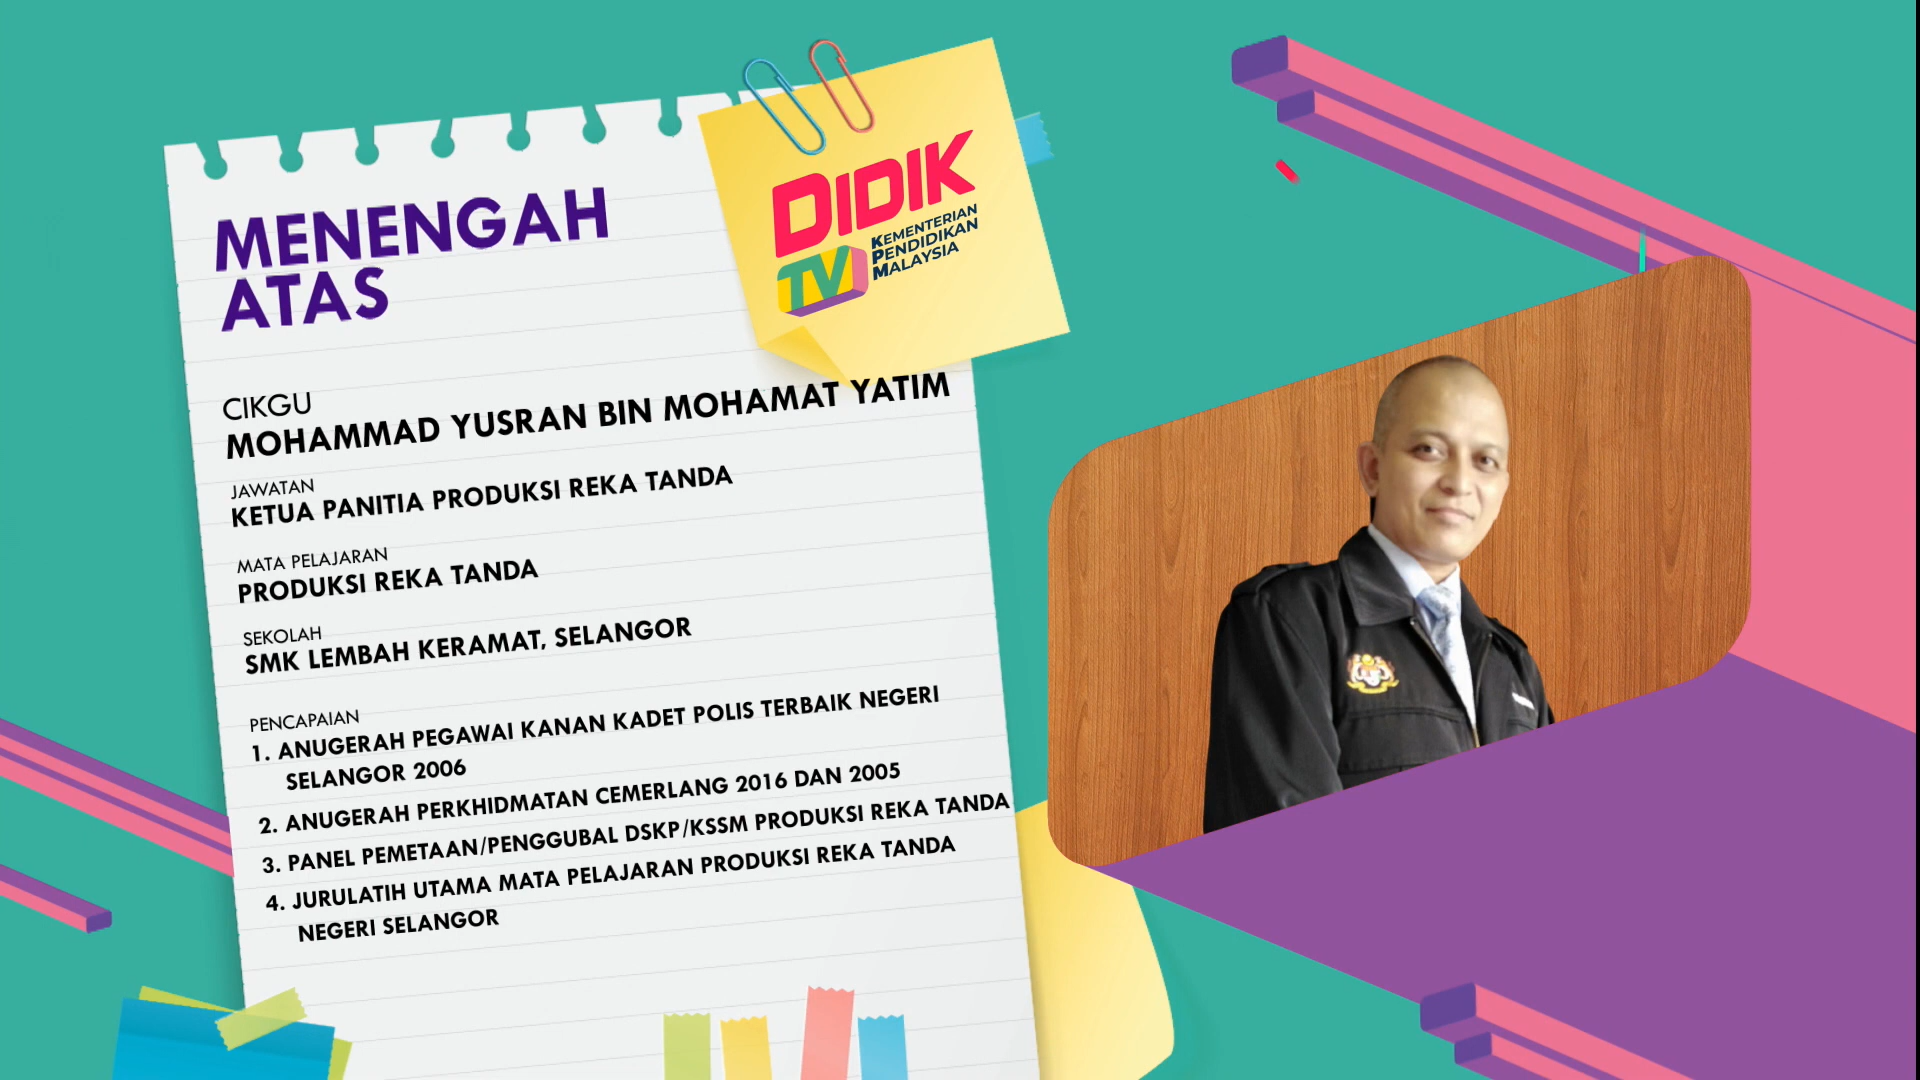 MENENGAH
ATAS
DIDIK
TV
KEMENTERIAN
PENDIDIKAN
MALAYSIA
CIKGU
MOHAMMAD YUSRAN BIN MOHAMAT YATIM
JAWATAN
KETUA PANITIA PRODUKSI REKA TANDA
MATA PELAJARAN
PRODUKSI REKA TANDA
SEKOLAH
SMK LEMBAH KERAMAT, SELANGOR
PENCAPAIAN
1. ANUGERAH PEGAWAI KANAN KADET POLIS TERBAIK NEGERI
SELANGOR 2006
2. ANUGERAH PERKHIDMATAN CEMERLANG 2016 DAN 2005
3. PANEL PEMETAAN/PENGGUBAL DSKP/KSSM PRODUKSI REKA TANDA
4. JURULATIH UTAMA MATA PELAJARAN PRODUKSI REKA TANDA
NEGERI SELANGOR